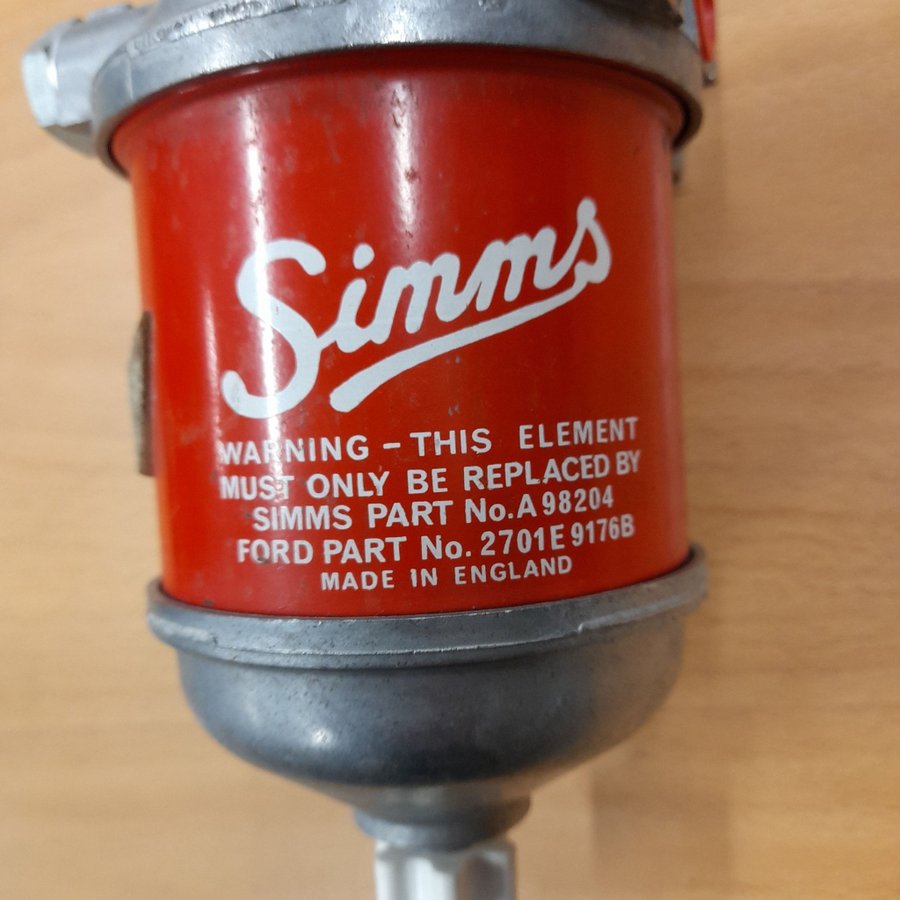 Simms
WARNING - THIS ELEMENT
MUST ONLY BE REPLACED BY
SIMMS PART No. A 98204
FORD PART No. 2701E 9176B
MADE IN ENGLAND